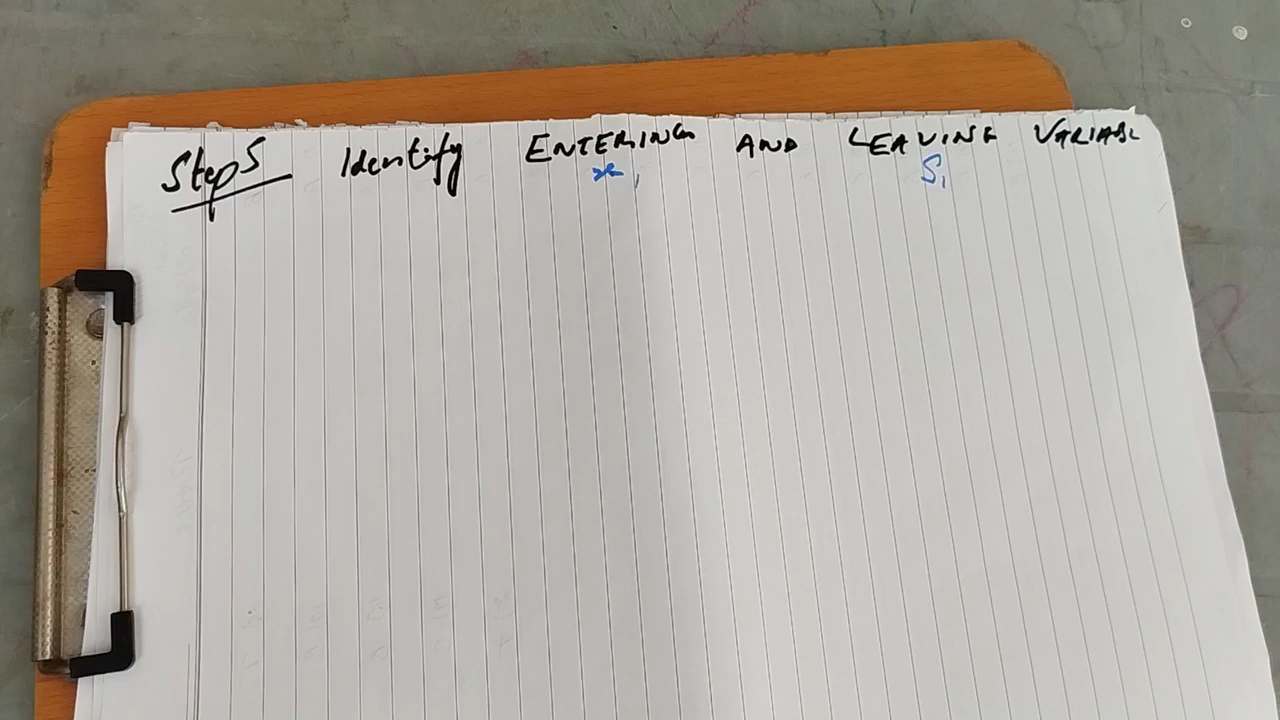 Step5 Identify ENTERING AND LEAVING VARIABL
x₁ S₁